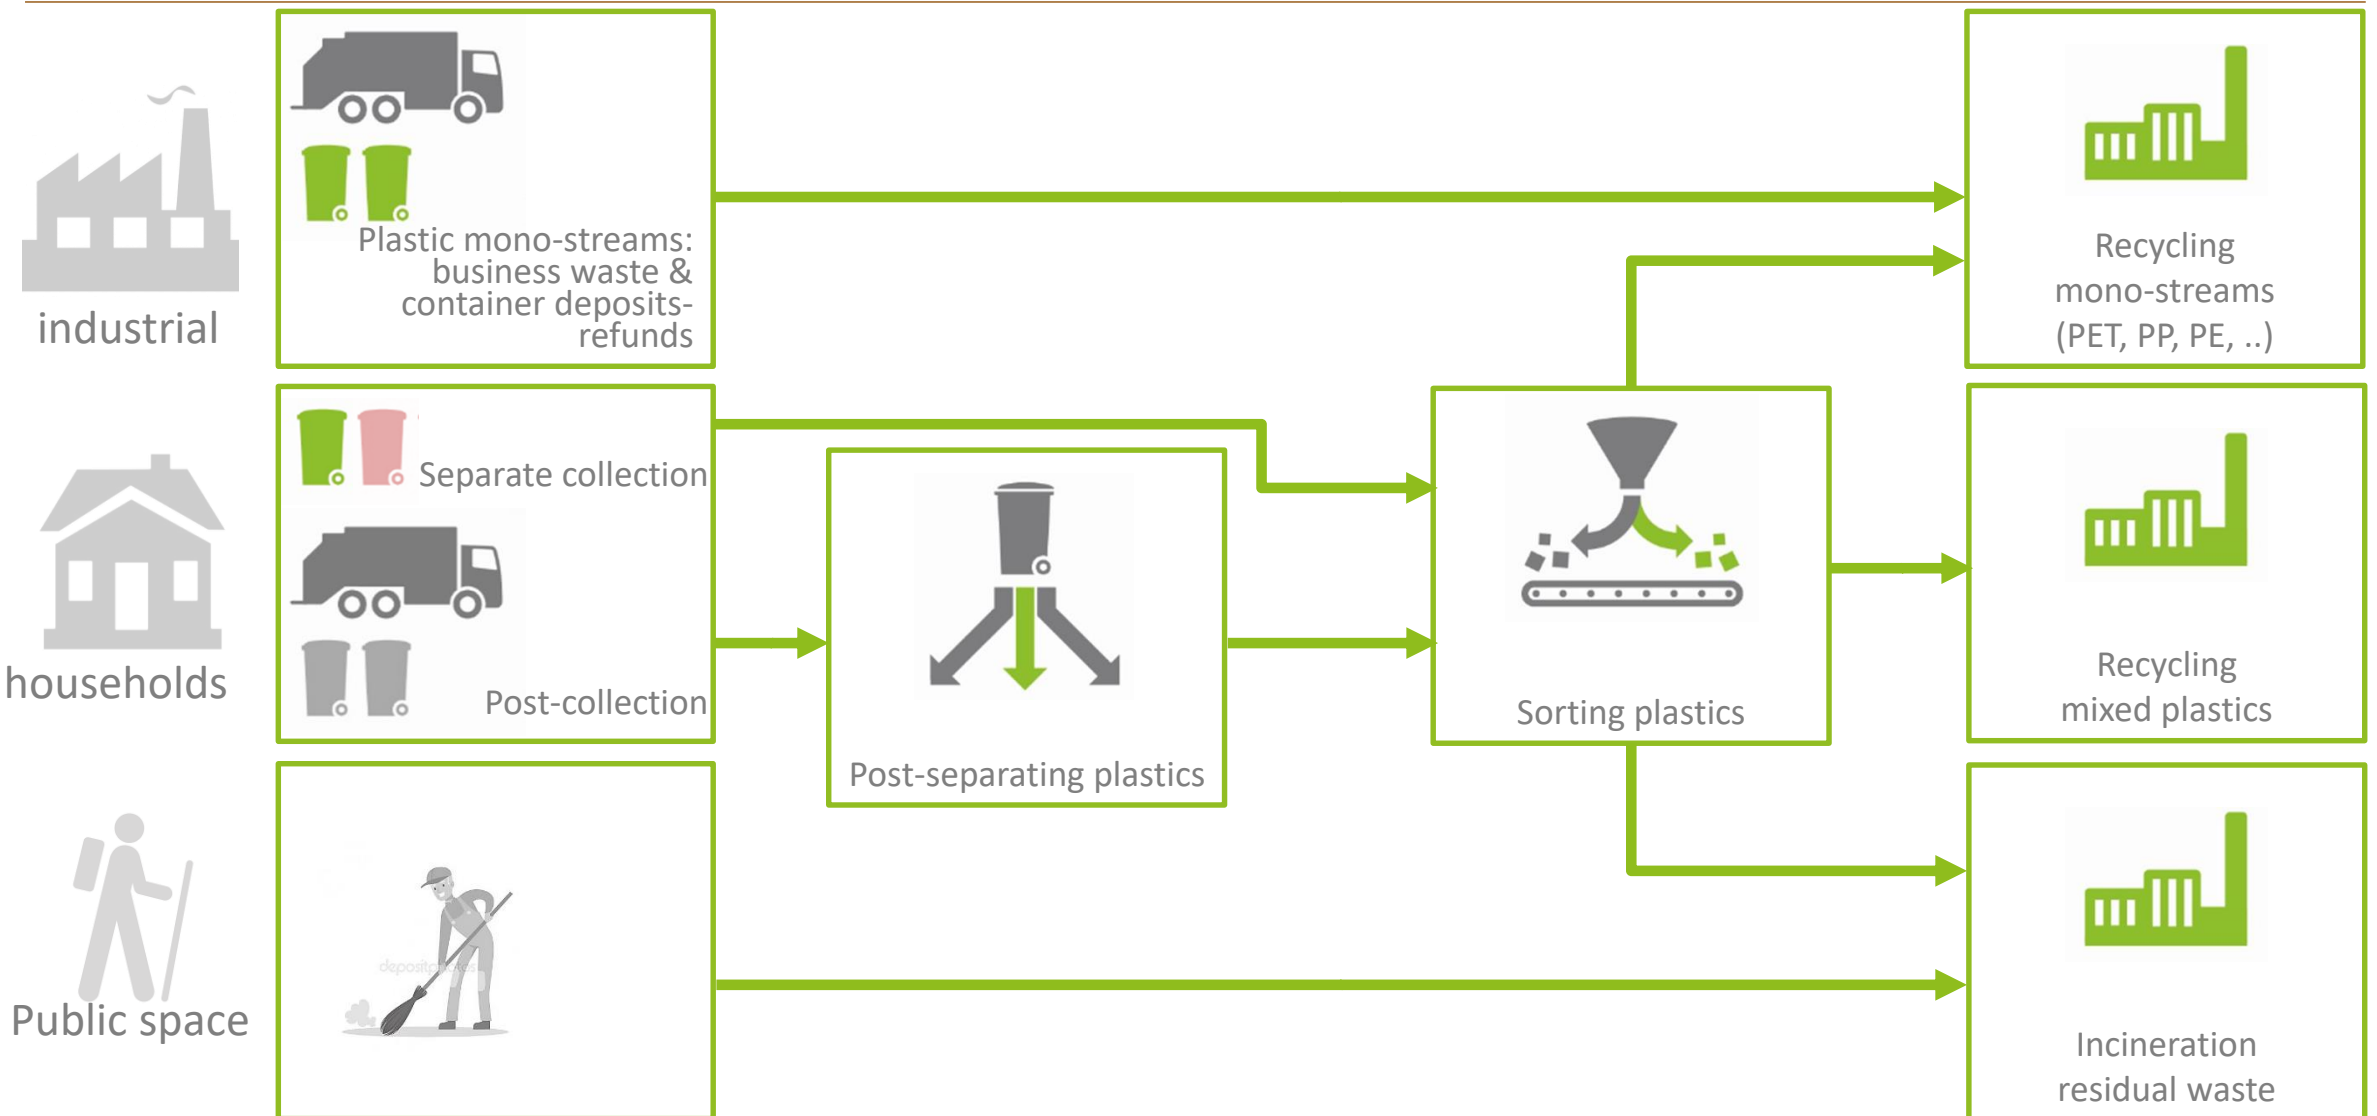 industrial
Plastic mono-streams:
business waste &
container deposits-
refunds
Recycling
mono-streams
(PET, PP, PE, ..)
households
Separate collection
Post-collection
Post-separating plastics
Sorting plastics
Recycling
mixed plastics
Public space
depositphotos
Incineration
residual waste